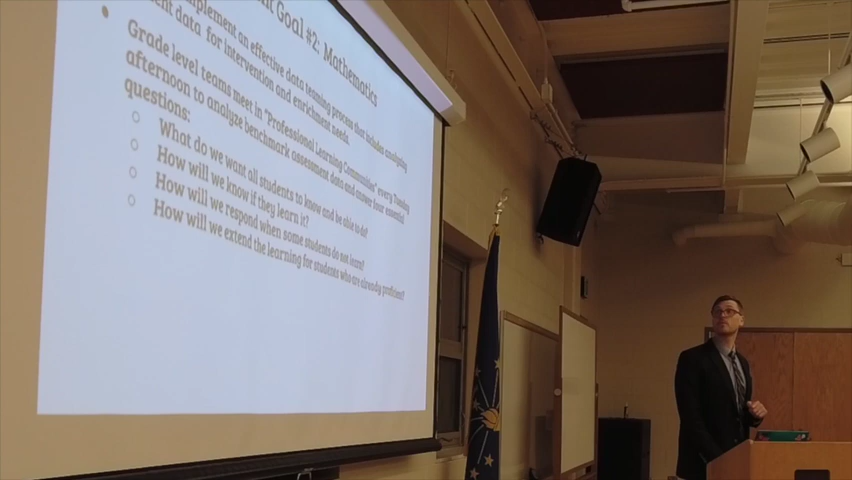 nt Goal #2: Mathematics
plement an effective data teaming process that includes analyzing
ent data for intervention and enrichment needs.
Grade level teams meet in "Professional Learning Communities" every Tuesday
afternoon to analyze benchmark assessment data and answer four essential
questions:
What do we want all students to know and be able to do?
How will we know if they learn it?
How will we respond when some students do not learn?
How will we extend the learning for students who are already proficient?